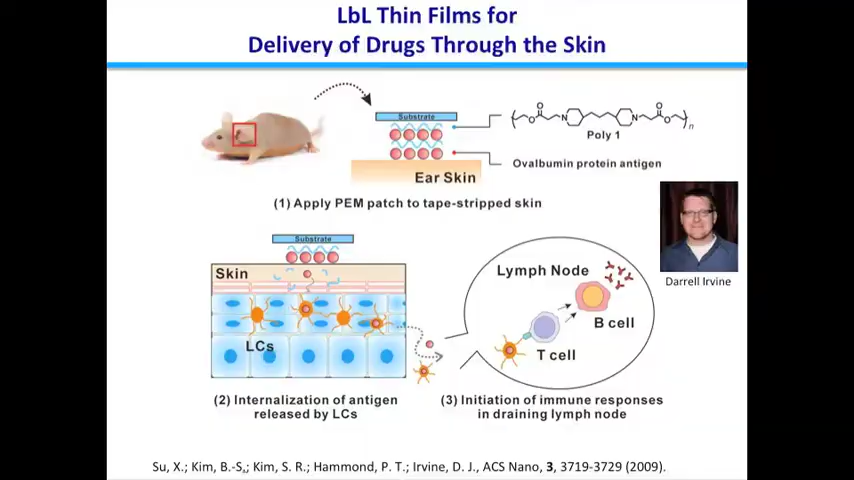 LbL Thin Films for
Delivery of Drugs Through the Skin
Substrate
O
O
N
N
O
O
n
Poly 1
Ovalbumin protein antigen
Ear Skin
(1) Apply PEM patch to tape-stripped skin
Substrate
Skin
LCs
Lymph Node
B cell
T cell
Darrell Irvine
(2) Internalization of antigen
released by LCs
(3) Initiation of immune responses
in draining lymph node
Su, X.; Kim, B.-S,; Kim, S. R.; Hammond, P. T.; Irvine, D. J., ACS Nano, 3, 3719-3729 (2009).